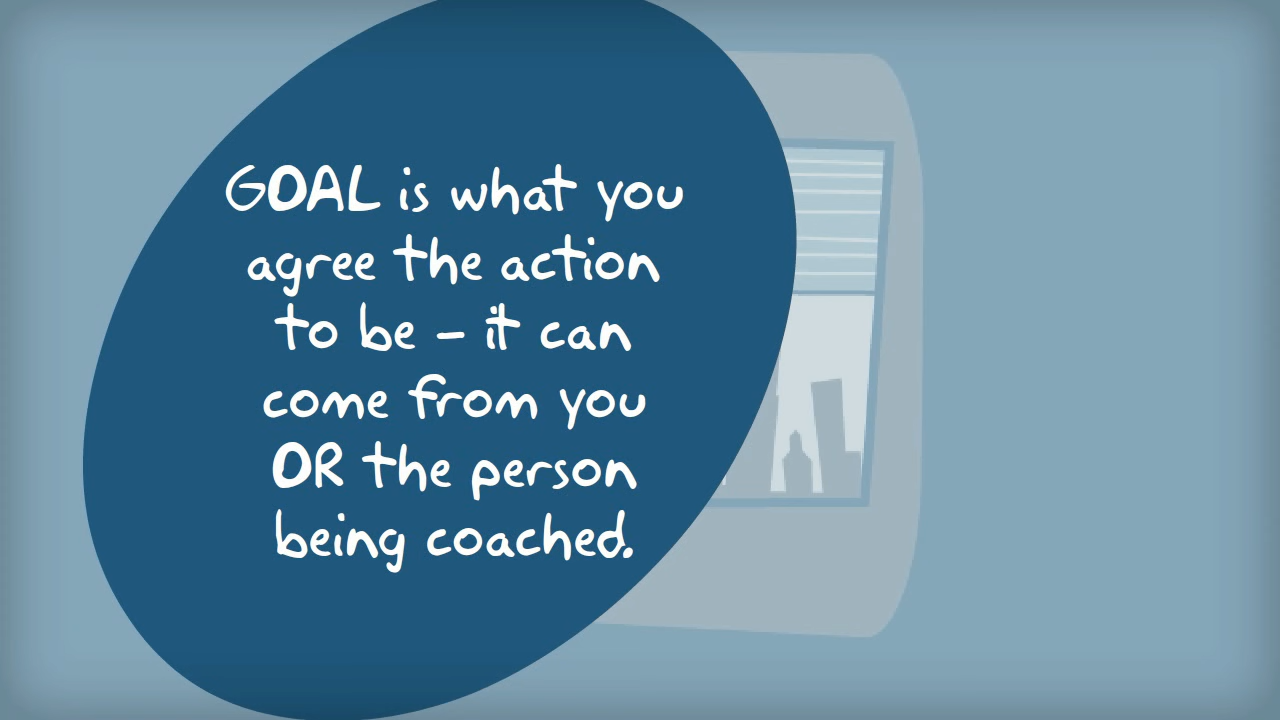 GOAL is what you
agree the action
to be – it can
come from you
OR the person
being coached.